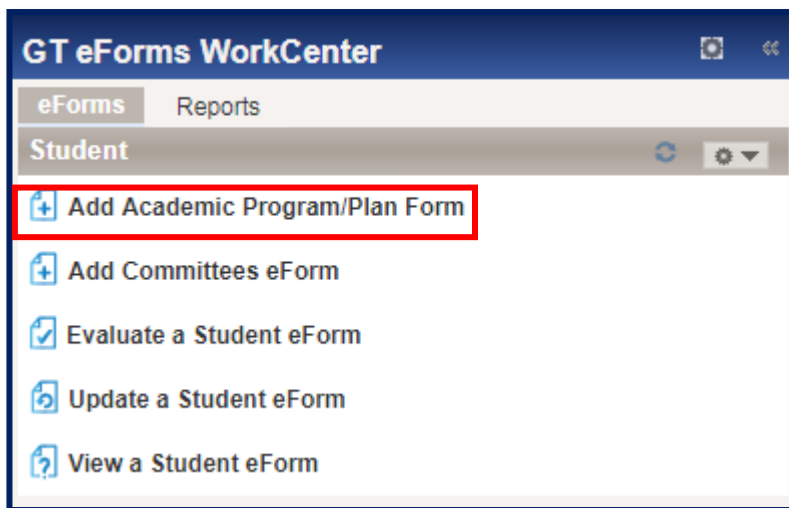 GT eForms WorkCenter
eForms Reports
Student
Add Academic Program/Plan Form
Add Committees eForm
Evaluate a Student eForm
Update a Student eForm
View a Student eForm